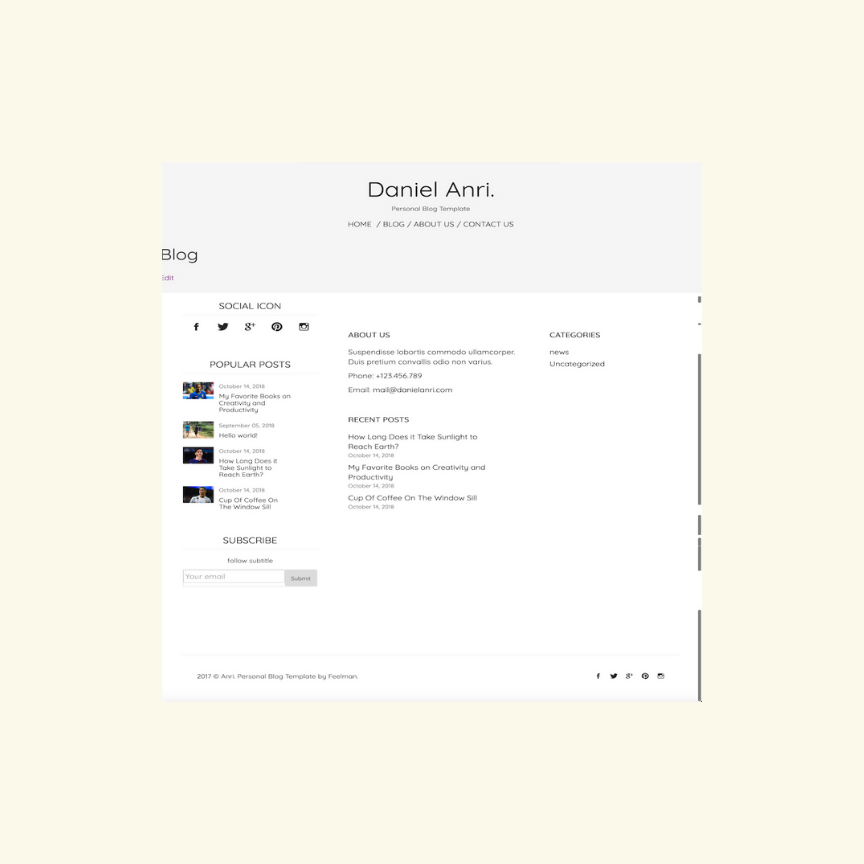 Daniel Anri.
Personal Blog Template
HOME / BLOG / ABOUT US / CONTACT US
Blog
Edit
SOCIAL ICON
POPULAR POSTS
October 14, 2018
My Favorite Books on
Creativity and
Productivity
September 05, 2018
Hello world!
October 14, 2018
How Long Does it
Take Sunlight to
Reach Earth?
October 14, 2018
Cup Of Coffee On
The Window Sill
SUBSCRIBE
follow subtitle
Your email
Submit
ABOUT US
Suspendisse lobortis commodo ullamcorper.
Duis pretium convallis odio non varius.
Phone: +123.456.789
Email: mail@danielanri.com
RECENT POSTS
How Long Does it Take Sunlight to
Reach Earth?
October 14, 2018
My Favorite Books on Creativity and
Productivity
October 14, 2018
Cup Of Coffee On The Window Sill
October 14, 2018
CATEGORIES
news
Uncategorized
2017 © Anri. Personal Blog Template by Feelman.